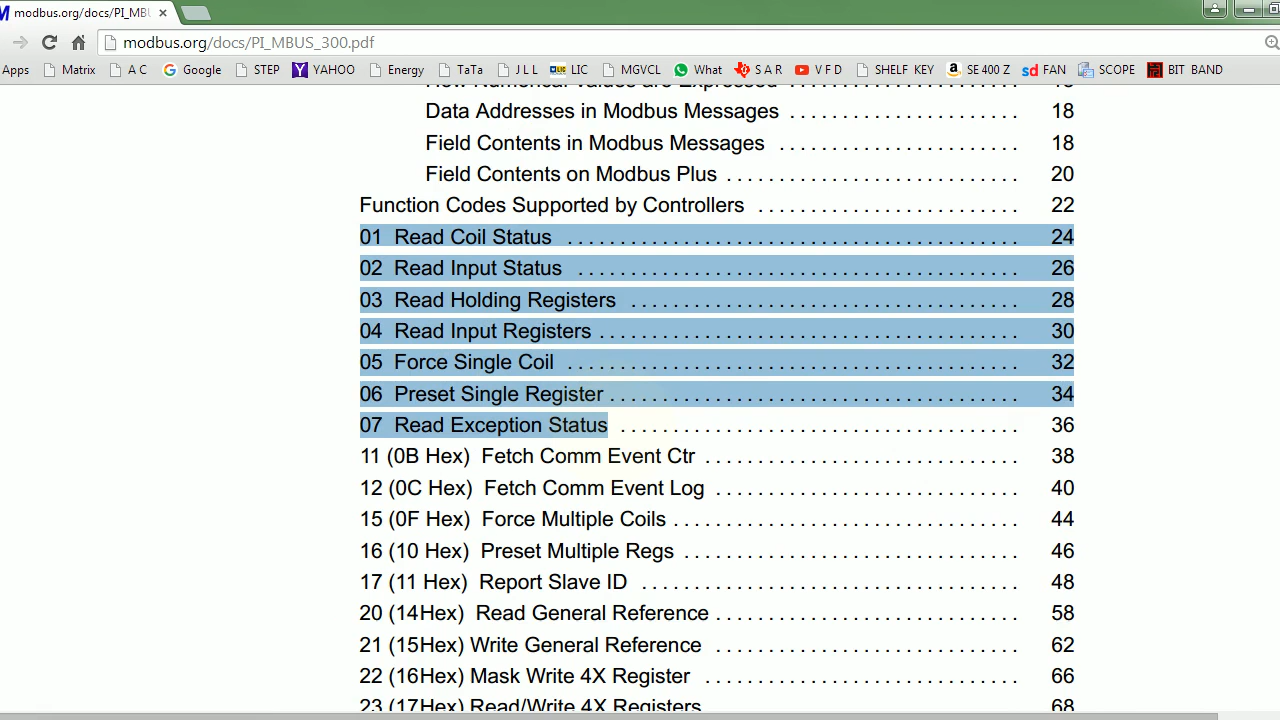 modbus.org/docs/PI_MBU
modbus.org/docs/PI_MBUS_300.pdf
Apps Matrix A C Google STEP YAHOO Energy TaTa J L L LIC MGVCL What S A R V F D SHELF KEY SE 400 Z FAN SCOPE BIT BAND
How Numerical Values are Expressed
Data Addresses in Modbus Messages . . . . . . . . . . . . . . . . . . . . . . 18
Field Contents in Modbus Messages . . . . . . . . . . . . . . . . . . . . . . . 18
Field Contents on Modbus Plus . . . . . . . . . . . . . . . . . . . . . . . . . . 20
Function Codes Supported by Controllers . . . . . . . . . . . . . . . . . . . . . . . . 22
01 Read Coil Status . . . . . . . . . . . . . . . . . . . . . . . . . . . . . . . . . . . 24
02 Read Input Status . . . . . . . . . . . . . . . . . . . . . . . . . . . . . . . . . . 26
03 Read Holding Registers . . . . . . . . . . . . . . . . . . . . . . . . . . . . . . . 28
04 Read Input Registers . . . . . . . . . . . . . . . . . . . . . . . . . . . . . . . . . 30
05 Force Single Coil . . . . . . . . . . . . . . . . . . . . . . . . . . . . . . . . . . . 32
06 Preset Single Register . . . . . . . . . . . . . . . . . . . . . . . . . . . . . . . . 34
07 Read Exception Status . . . . . . . . . . . . . . . . . . . . . . . . . . . . . . . 36
11 (0B Hex) Fetch Comm Event Ctr . . . . . . . . . . . . . . . . . . . . . . . . . . . 38
12 (0C Hex) Fetch Comm Event Log . . . . . . . . . . . . . . . . . . . . . . . . . . 40
15 (0F Hex) Force Multiple Coils . . . . . . . . . . . . . . . . . . . . . . . . . . . . . 44
16 (10 Hex) Preset Multiple Regs . . . . . . . . . . . . . . . . . . . . . . . . . . . . 46
17 (11 Hex) Report Slave ID . . . . . . . . . . . . . . . . . . . . . . . . . . . . . . . 48
20 (14Hex) Read General Reference . . . . . . . . . . . . . . . . . . . . . . . . . . 58
21 (15Hex) Write General Reference . . . . . . . . . . . . . . . . . . . . . . . . . . 62
22 (16Hex) Mask Write 4X Register . . . . . . . . . . . . . . . . . . . . . . . . . . . 66
23 (17Hex) Read/Write 4X Registers . . . . . . . . . . . . . . . . . . . . . . . . . . 68